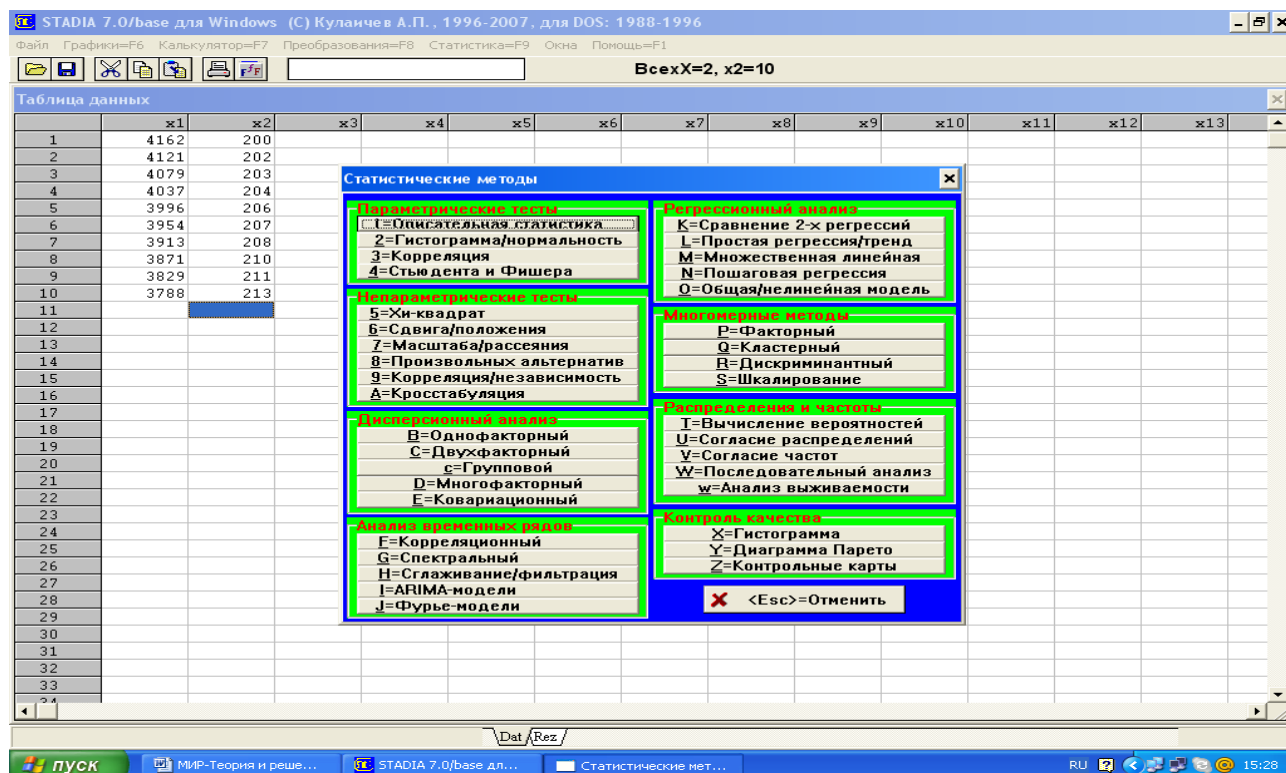 STADIA 7.0/base для Windows (C) Кулаичев А.П., 1996-2007, для DOS: 1988-1996
Файл Графики=F6 Калькулятор=F7 Преобразования=F8 Статистика=F9 Окна Помощь=F1
ВсехХ=2, x2=10
Таблица данных
x1 x2 x3 x4 x5 x6 x7 x8 x9 x10 x11 x12 x13
1 4162 200
2 4121 202
3 4079 203
4 4037 204
5 3996 206
6 3954 207
7 3913 208
8 3871 210
9 3829 211
10 3788 213
11
12
13
14
15
16
17
18
19
20
21
22
23
24
25
26
27
28
29
30
31
32
33
34
Статистические методы
Параметрические тесты
1=Описательная статистика
2=Гистограмма/нормальность
3=Корреляция
4=Стьюдента и Фишера
Непараметрические тесты
5=Хи-квадрат
6=Сдвига/положения
7=Масштаба/рассеяния
8=Произвольных альтернатив
9=Корреляция/независимость
A=Кросстабуляция
Дисперсионный анализ
B=Однофакторный
C=Двухфакторный
c=Групповой
D=Многофакторный
E=Ковариационный
Анализ временных рядов
F=Корреляционный
G=Спектральный
H=Сглаживание/фильтрация
I=ARIMA-модели
J=Фурье-модели
Регрессионный анализ
K=Сравнение 2-х регрессий
L=Простая регрессия/тренд
M=Множественная линейная
N=Пошаговая регрессия
O=Общая/нелинейная модель
Многомерные методы
P=Факторный
Q=Кластерный
R=Дискриминантный
S=Шкалирование
Распределения и частоты
T=Вычисление вероятностей
U=Согласие распределений
V=Согласие частот
W=Последовательный анализ
w=Анализ выживаемости
Контроль качества
X=Гистограмма
Y=Диаграмма Парето
Z=Контрольные карты
<Esc>=Отменить
Dat Rez
пуск МИР-Теория и реше... STADIA 7.0/base дл... Статистические мет... RU 15:28